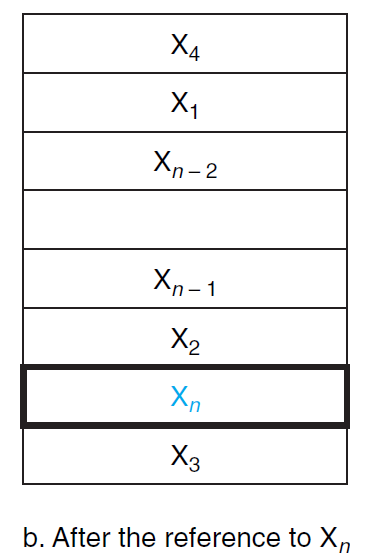 X₄
X₁
Xₙ₋₂
Xₙ₋₁
X₂
Xₙ
X₃
b. After the reference to Xₙ